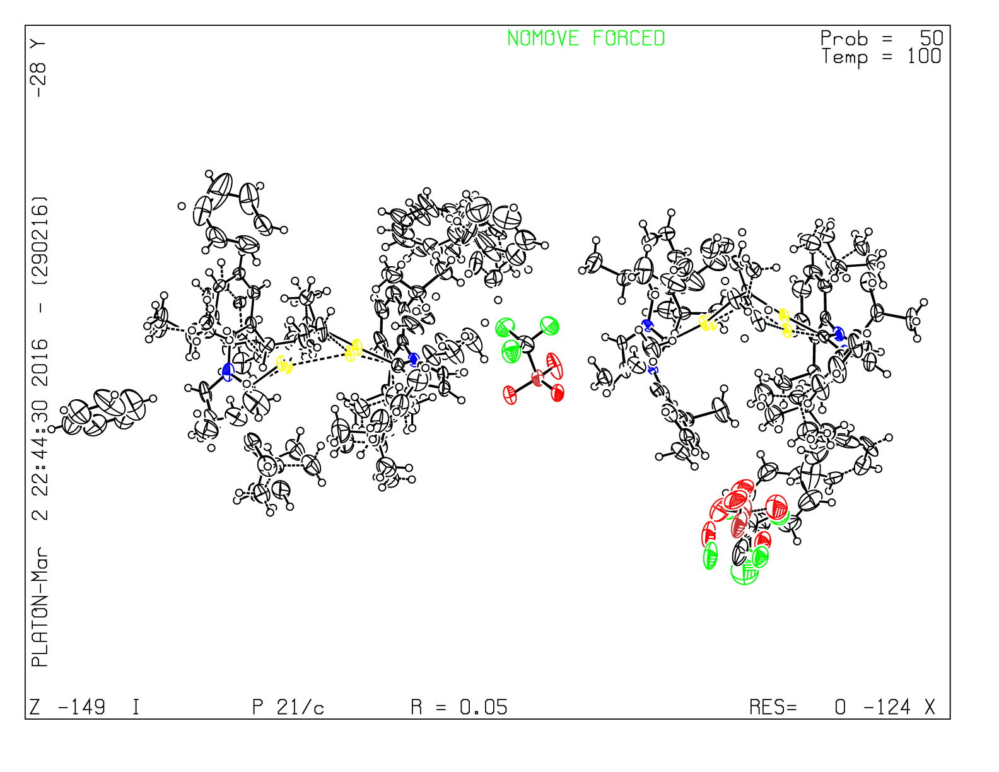 NOMOVE FORCED
Prob = 50
Temp = 100
PLATON-Mar 2 22:44:30 2016 - (290216) -28 Y
Z -149 I P 21/c R = 0.05 RES= 0 -124 X